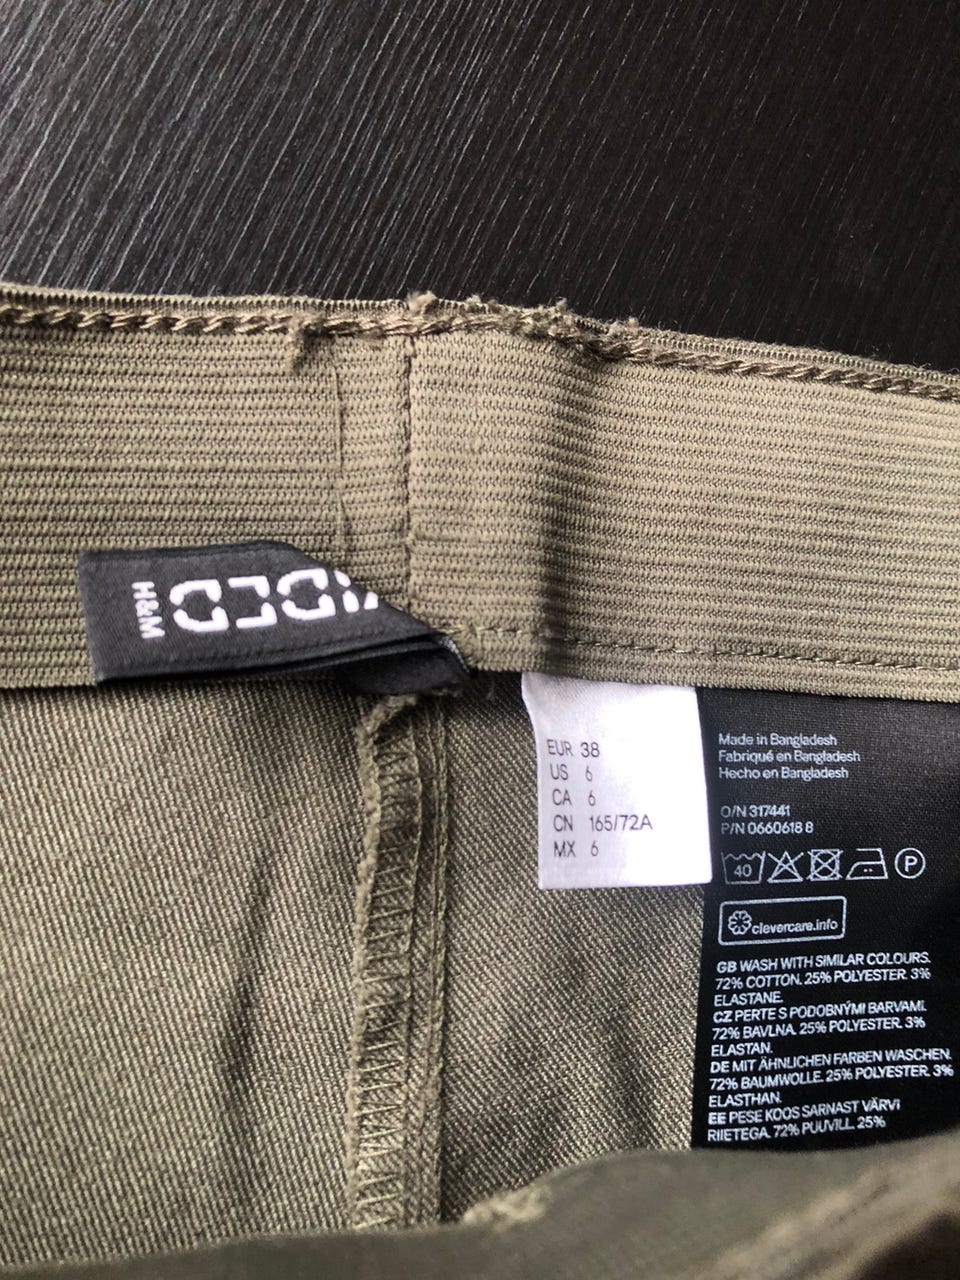 H&M
EUR 38
US 6
CA 6
CN 165/72A
MX 6
Made in Bangladesh
Fabriqué en Bangladesh
Hecho en Bangladesh
O/N 317441
P/N 0660618 8
40
P
clevercare.info
GB WASH WITH SIMILAR COLOURS.
72% COTTON. 25% POLYESTER. 3%
ELASTANE.
CZ PERTE S PODOBNÝMI BARVAMI.
72% BAVLNA. 25% POLYESTER. 3%
ELASTAN.
DE MIT ÄHNLICHEN FARBEN WASCHEN.
72% BAUMWOLLE. 25% POLYESTER. 3%
ELASTHAN.
EE PESE KOOS SARNAST VÄRVI
RIIETEGA. 72% PUUVILL. 25%